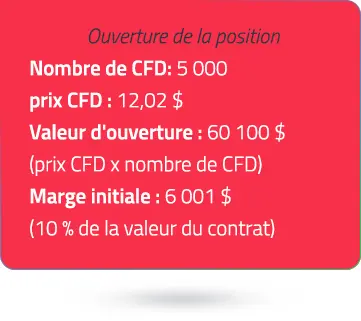 Ouverture de la position
Nombre de CFD: 5 000
prix CFD : 12,02 $
Valeur d'ouverture : 60 100 $
(prix CFD x nombre de CFD)
Marge initiale : 6 001 $
(10 % de la valeur du contrat)